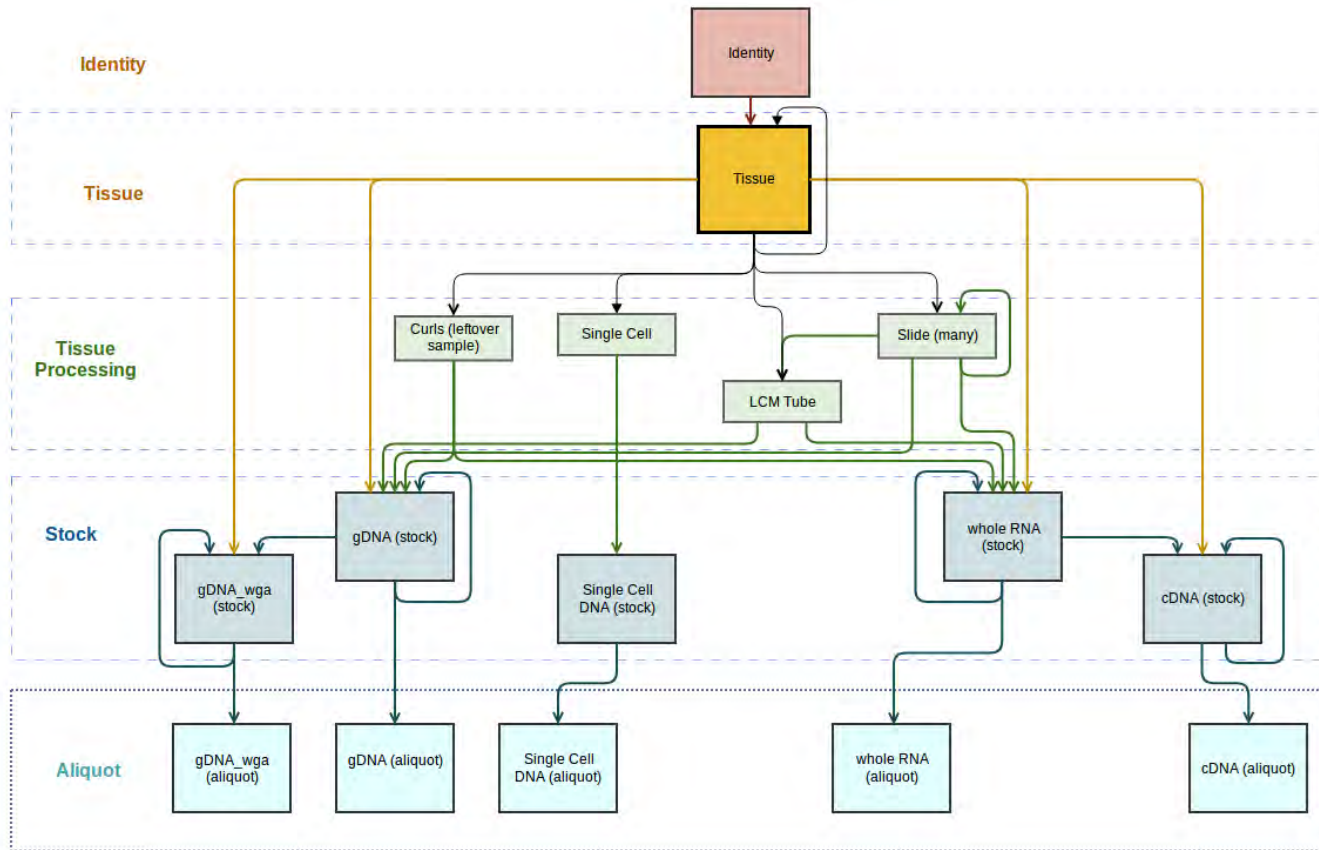 Identity
Identity
Tissue
Tissue
Tissue
Processing
Curls (leftover
sample)
Single Cell
Slide (many)
LCM Tube
Stock
gDNA (stock)
whole RNA
(stock)
gDNA_wga
(stock)
Single Cell
DNA (stock)
cDNA (stock)
Aliquot
gDNA_wga
(aliquot)
gDNA (aliquot)
Single Cell
DNA (aliquot)
whole RNA
(aliquot)
cDNA (aliquot)